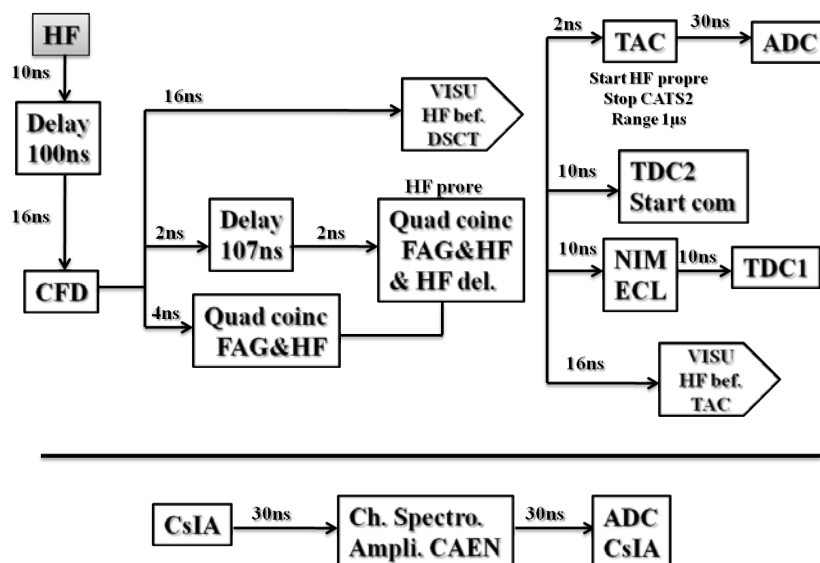 HF
10ns
Delay
100ns
16ns
CFD
16ns
VISU
HF bef.
DSCT
2ns
Delay
107ns
2ns
HF prore
Quad coinc
FAG&HF
& HF del.
4ns
Quad coinc
FAG&HF
2ns
TAC
30ns
ADC
Start HF propre
Stop CATS2
Range 1µs
10ns
TDC2
Start com
10ns
NIM
ECL
10ns
TDC1
16ns
VISU
HF bef.
TAC
CsIA
30ns
Ch. Spectro.
Ampli. CAEN
30ns
ADC
CsIA